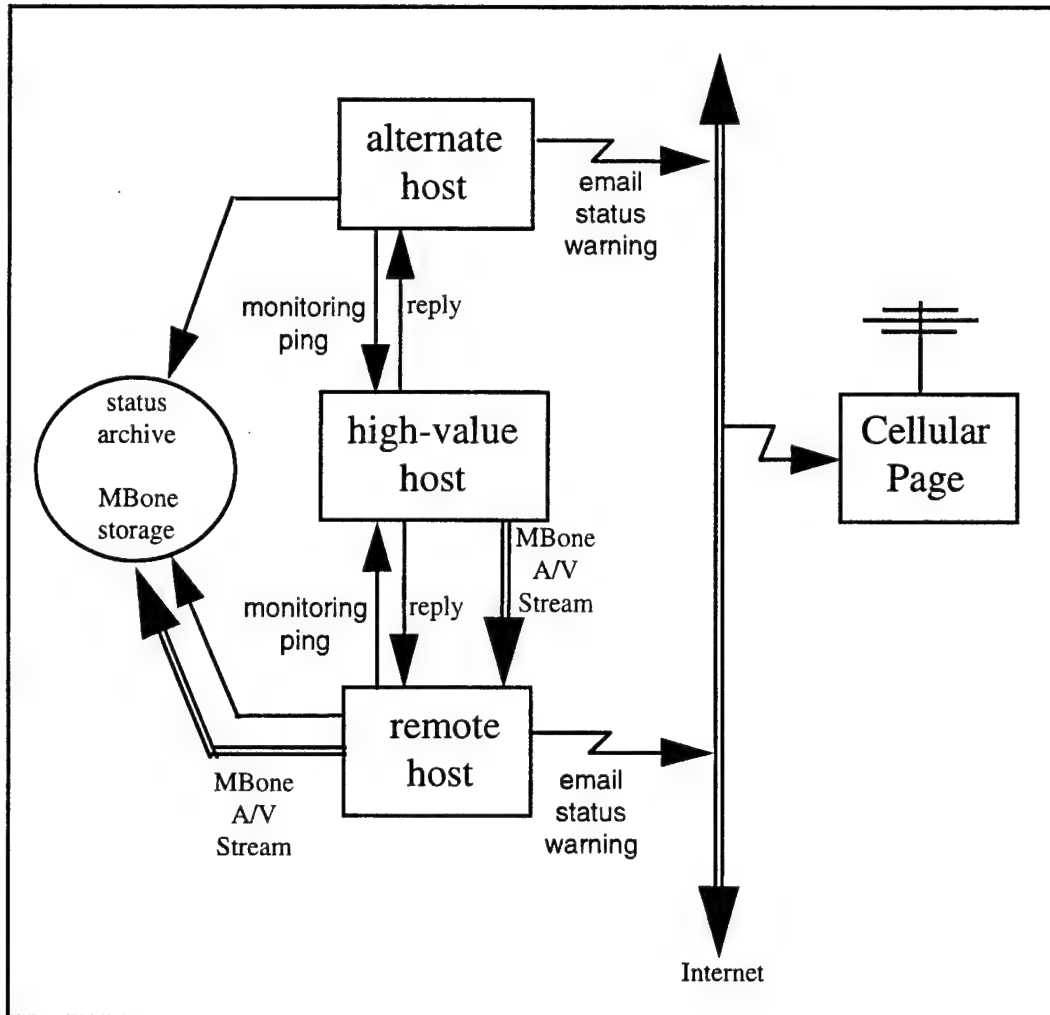 alternate
host
email
status
warning
monitoring
ping
reply
status
archive
MBone
storage
high-value
host
Cellular
Page
MBone
A/V
Stream
monitoring
ping
reply
remote
host
MBone
A/V
Stream
email
status
warning
Internet